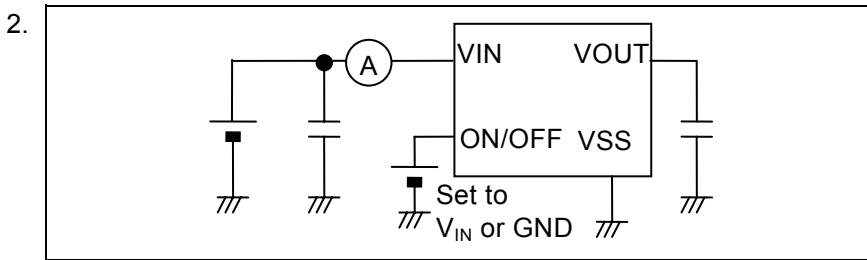 2.
A
VIN VOUT
ON/OFF VSS
Set to
V_IN or GND